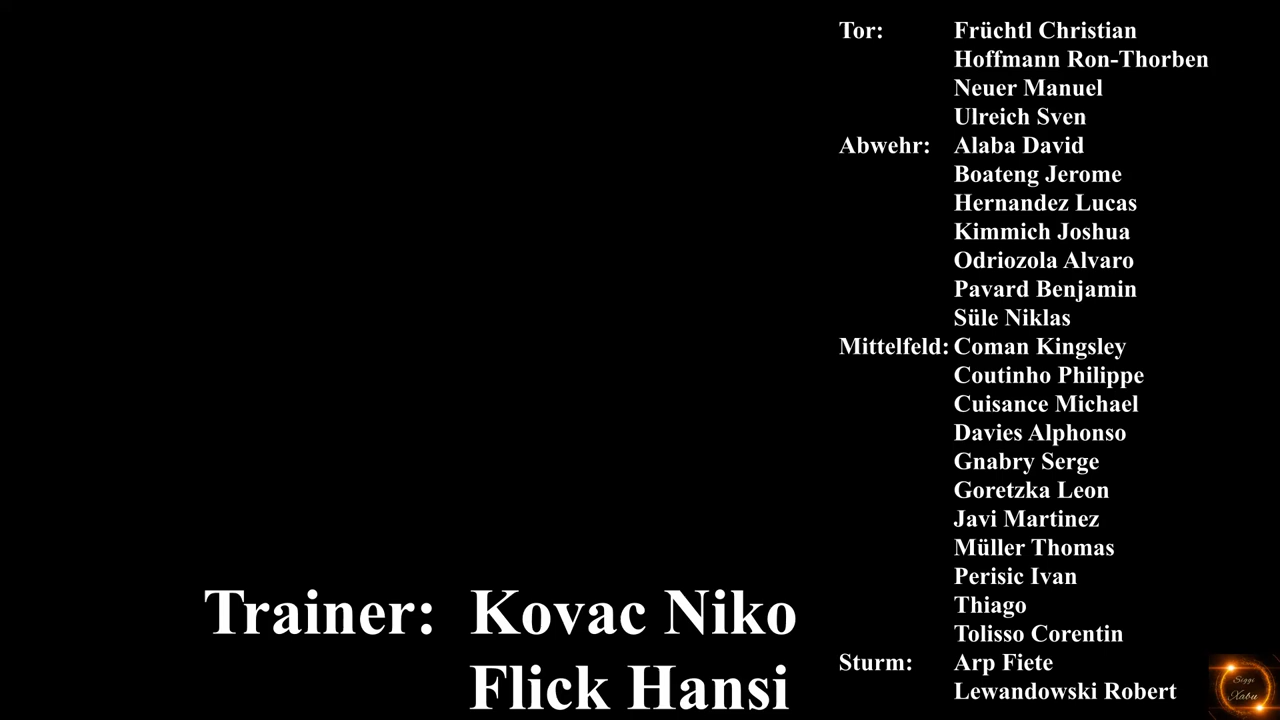 Tor: Früchtl Christian
Hoffmann Ron-Thorben
Neuer Manuel
Ulreich Sven
Abwehr: Alaba David
Boateng Jerome
Hernandez Lucas
Kimmich Joshua
Odriozola Alvaro
Pavard Benjamin
Süle Niklas
Mittelfeld: Coman Kingsley
Coutinho Philippe
Cuisance Michael
Davies Alphonso
Gnabry Serge
Goretzka Leon
Javi Martinez
Müller Thomas
Perisic Ivan
Thiago
Tolisso Corentin
Sturm: Arp Fiete
Lewandowski Robert
Trainer: Kovac Niko
Flick Hansi
Siggi
Xabu